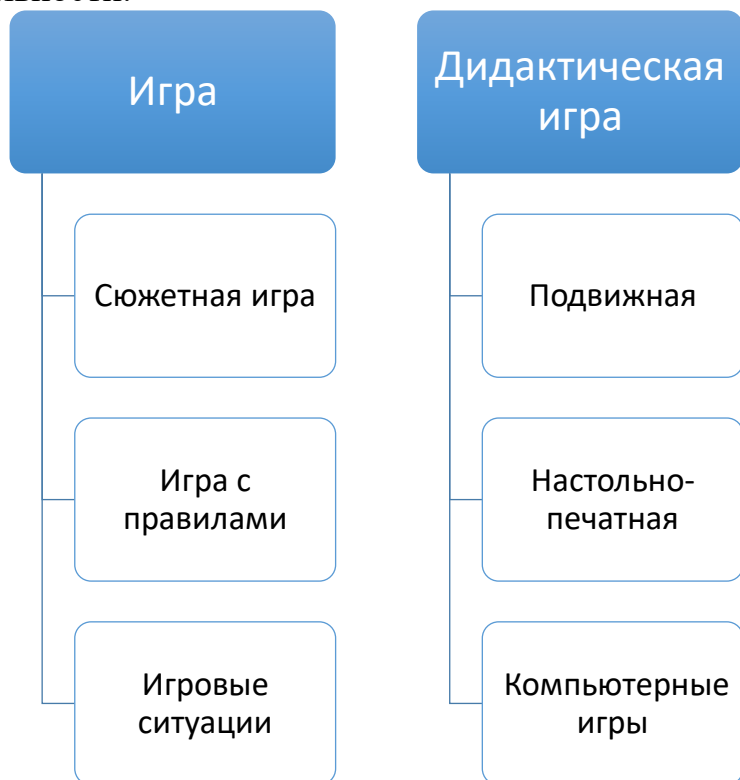 Игра
Сюжетная игра
Игра с
правилами
Игровые
ситуации
Дидактическая
игра
Подвижная
Настольно-
печатная
Компьютерные
игры